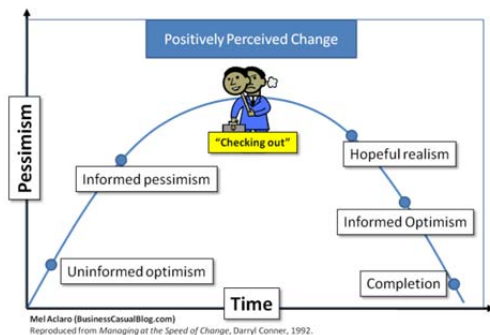 Positively Perceived Change
Pessimism
"Checking out"
Hopeful realism
Informed pessimism
Informed Optimism
Uninformed optimism
Completion
Time
Mel Aclaro (BusinessCasualBlog.com)
Reproduced from Managing at the Speed of Change, Darryl Conner, 1992.